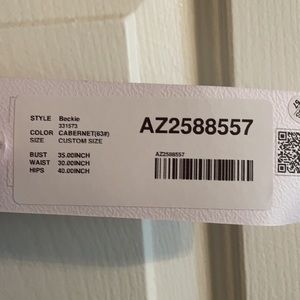 STYLE Beckie
331573
COLOR CABERNET(63#)
SIZE CUSTOM SIZE
BUST 35.00INCH
WAIST 30.00INCH
HIPS 40.00INCH
AZ2588557
AZ2588557